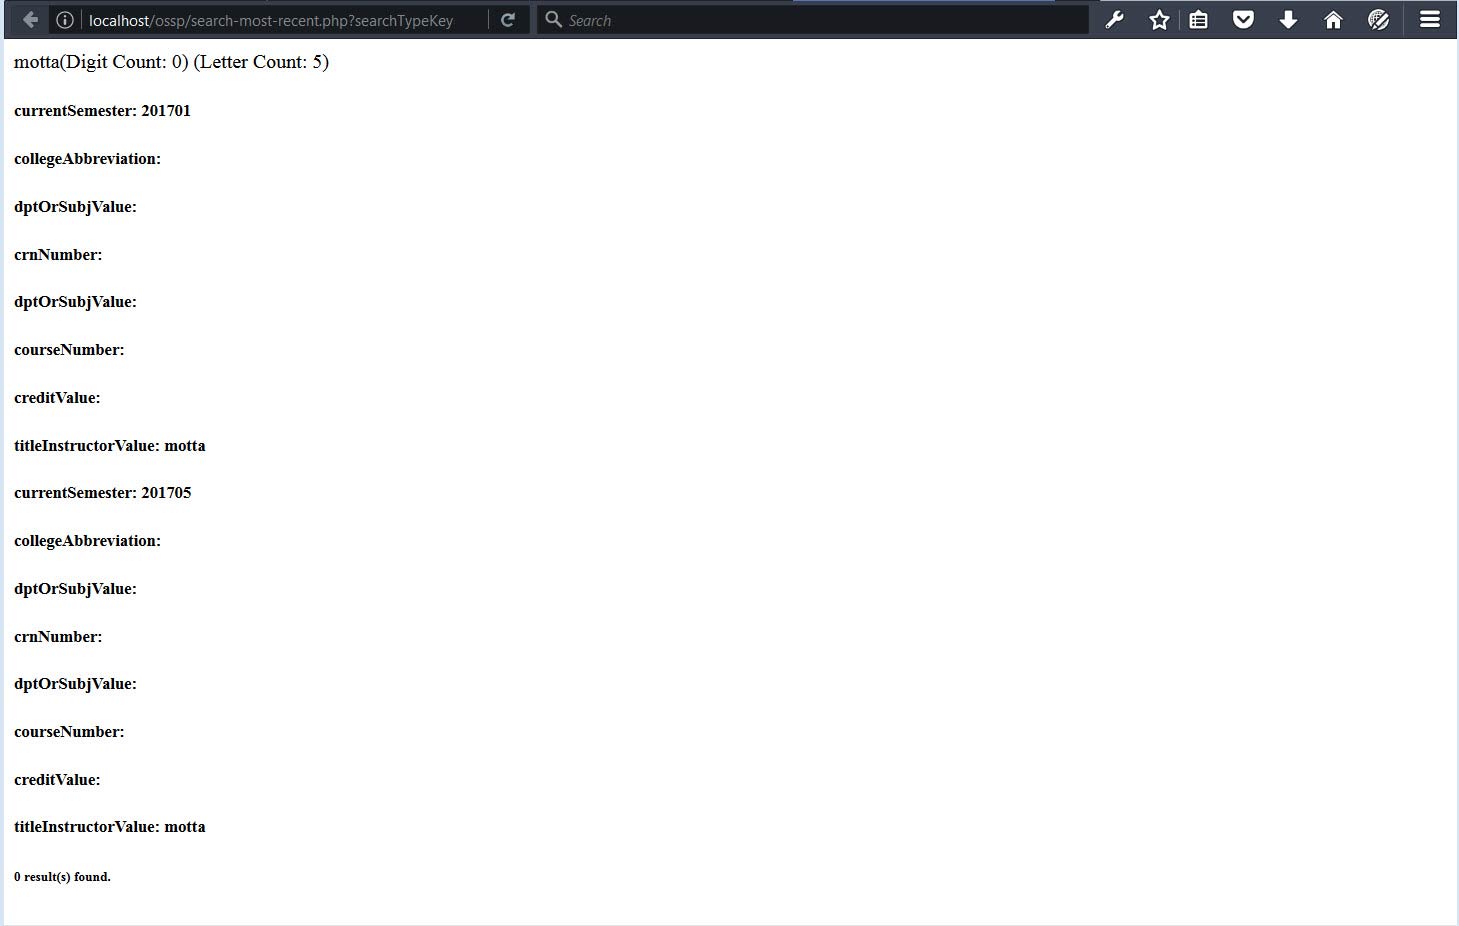 localhost/ossp/search-most-recent.php?searchTypeKey
Search
motta(Digit Count: 0) (Letter Count: 5)
currentSemester: 201701
collegeAbbreviation:
dptOrSubjValue:
crnNumber:
dptOrSubjValue:
courseNumber:
creditValue:
titleInstructorValue: motta
currentSemester: 201705
collegeAbbreviation:
dptOrSubjValue:
crnNumber:
dptOrSubjValue:
courseNumber:
creditValue:
titleInstructorValue: motta
0 result(s) found.